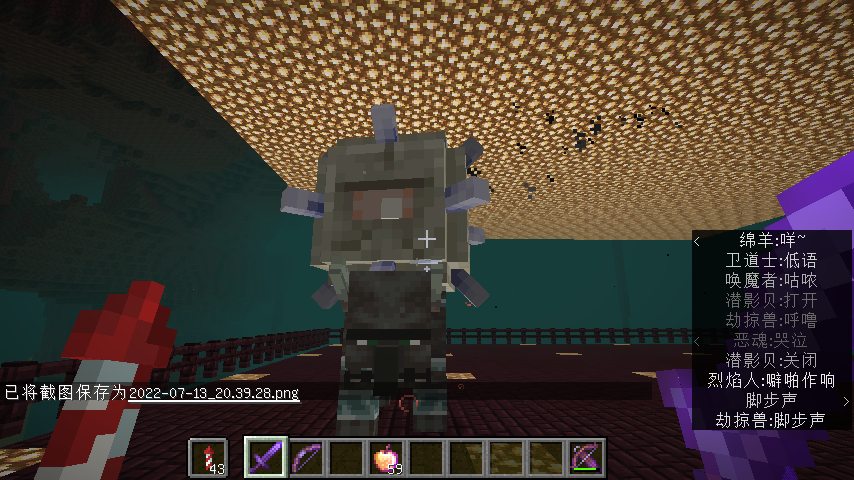 绵羊:咩~
卫道士:低语
唤魔者:咕哝
潜影贝:打开
劫掠兽:呼噜
恶魂:哭泣
潜影贝:关闭
烈焰人:噼啪作响
脚步声
劫掠兽:脚步声
已将截图保存为2022-07-13_20.39.28.png
43
59